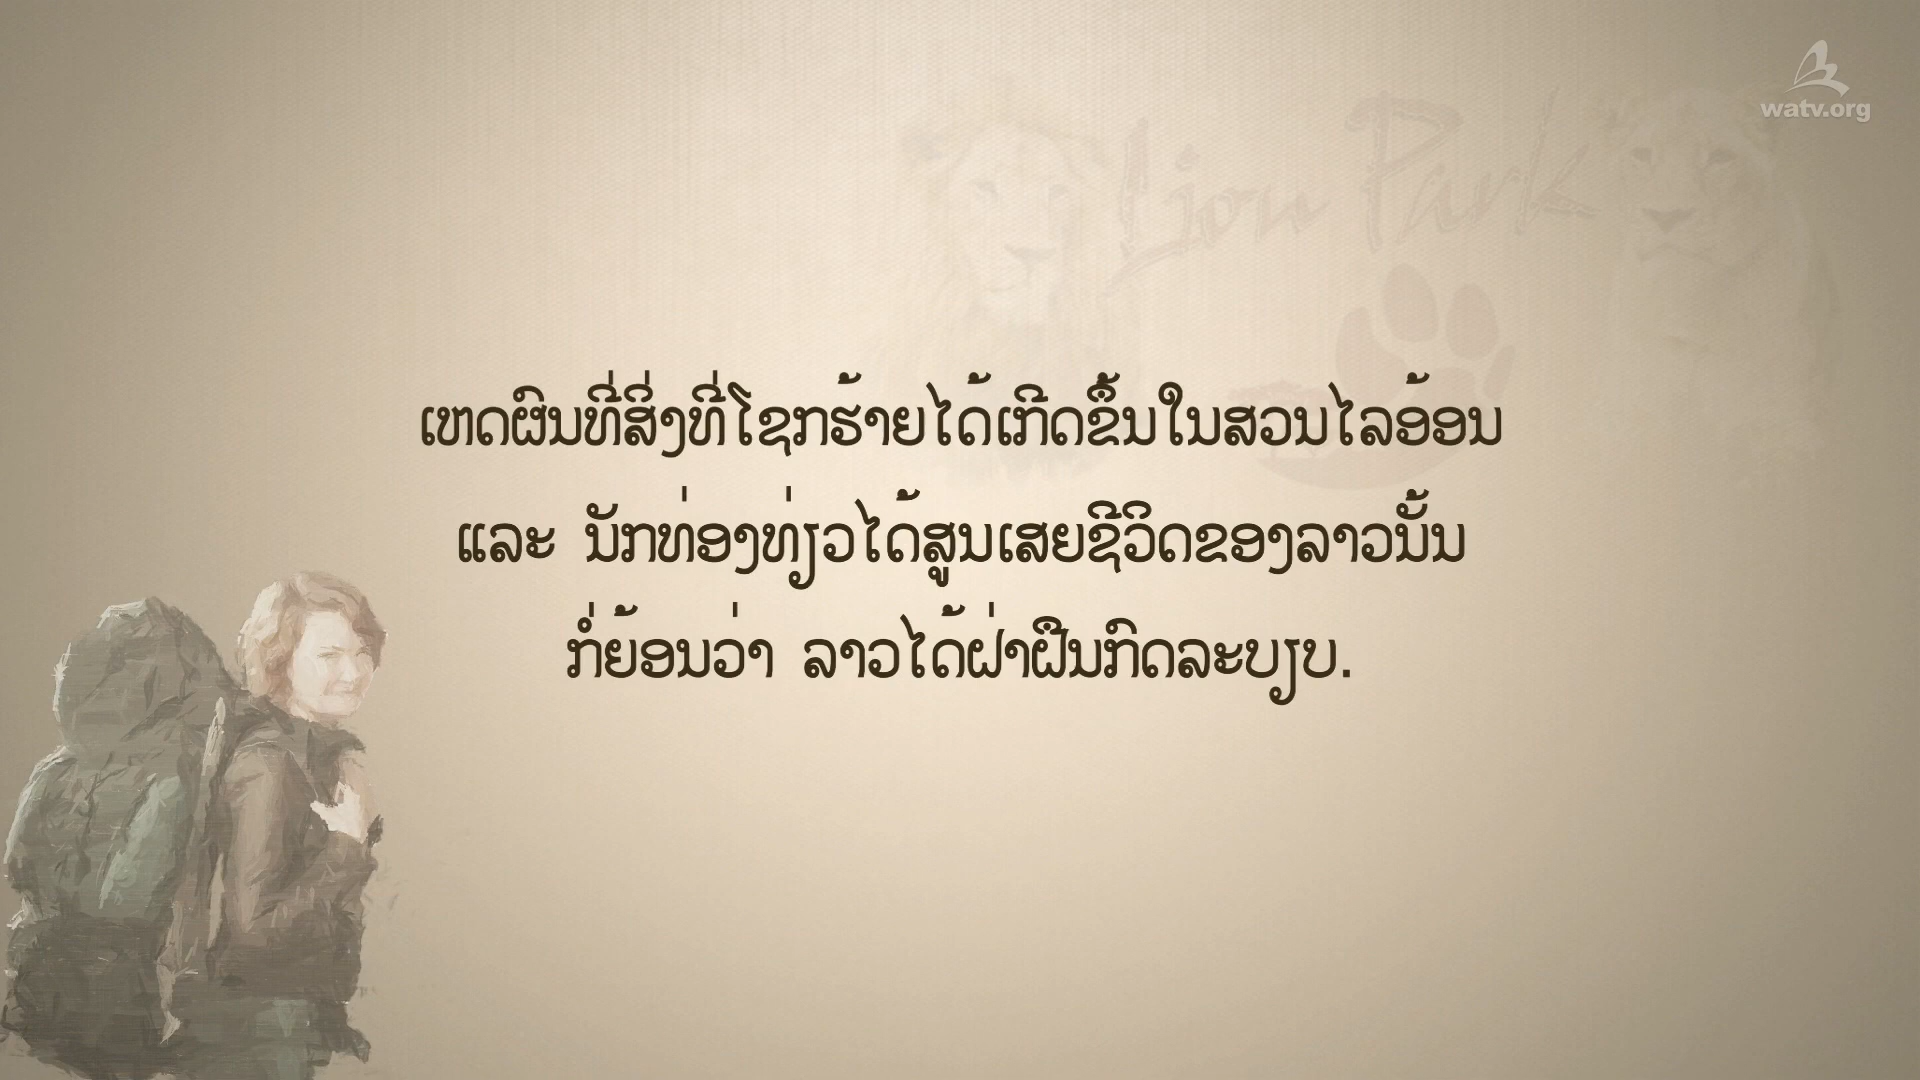 watv.org
Lion Park
ເຫດຜົນທີ່ສິ່ງທີ່ໂຊກຮ້າຍໄດ້ເກີດຂຶ້ນໃນສວນໄລອ້ອນ
ແລະ ນັກທ່ອງທ່ຽວໄດ້ສູນເສຍຊີວິດຂອງລາວນັ້ນ
ກໍ່ຍ້ອນວ່າ ລາວໄດ້ຝ່າຝືນກົດລະບຽບ.